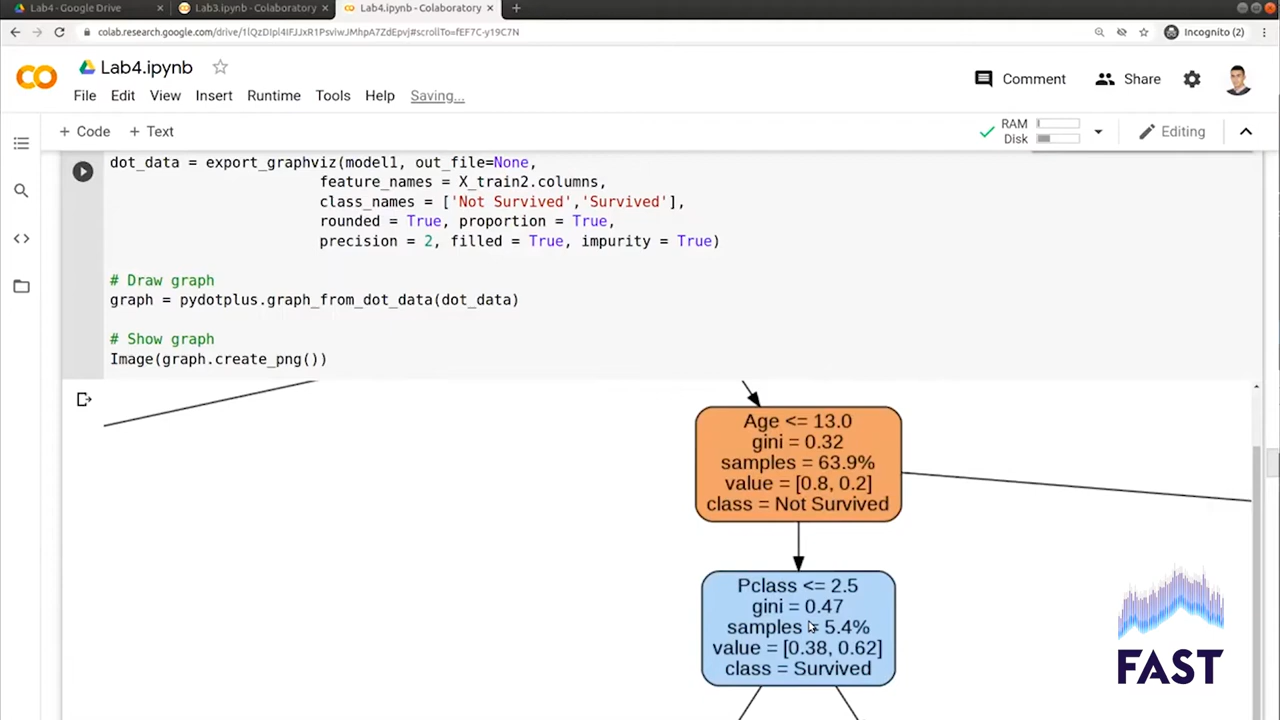 Lab4 - Google Drive
Lab3.ipynb - Colaboratory
Lab4.ipynb - Colaboratory
colab.research.google.com/drive/1lQzDIpl4IFJJxR1PsviwJMhpA7ZdEpvj#scrollTo=fEF7C-y19C7N
Incognito (2)
Lab4.ipynb
Comment
Share
File Edit View Insert Runtime Tools Help Saving...
+ Code + Text
RAM
Disk
Editing
dot_data = export_graphviz(model1, out_file=None,
feature_names = X_train2.columns,
class_names = ['Not Survived','Survived'],
rounded = True, proportion = True,
precision = 2, filled = True, impurity = True)
# Draw graph
graph = pydotplus.graph_from_dot_data(dot_data)
# Show graph
Image(graph.create_png())
Age <= 13.0
gini = 0.32
samples = 63.9%
value = [0.8, 0.2]
class = Not Survived
Pclass <= 2.5
gini = 0.47
samples = 5.4%
value = [0.38, 0.62]
class = Survived
FAST